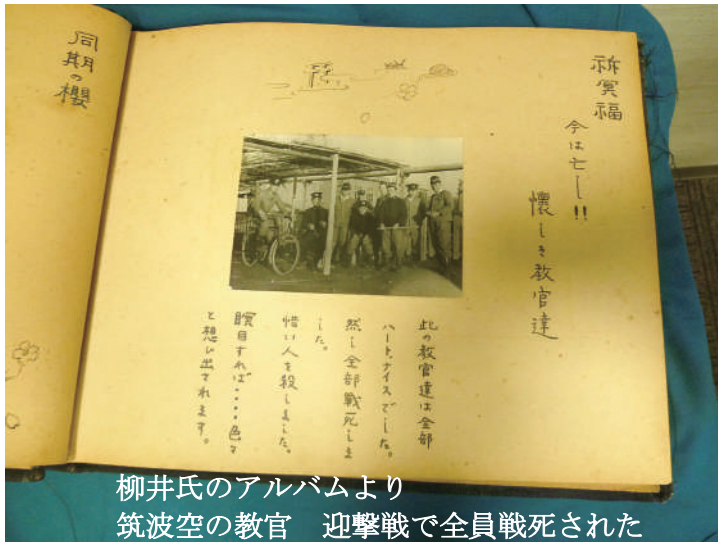 同期の櫻
祈冥福
今は亡し!!
懐しき教官達
此の教官達は全部
ハート、ナイスでした。
然し全部戦死しま
した。
惜い人を殺しました。
瞑目すれば・・・・色々
と想ひ出されます。
柳井氏のアルバムより
筑波空の教官　迎撃戦で全員戦死された